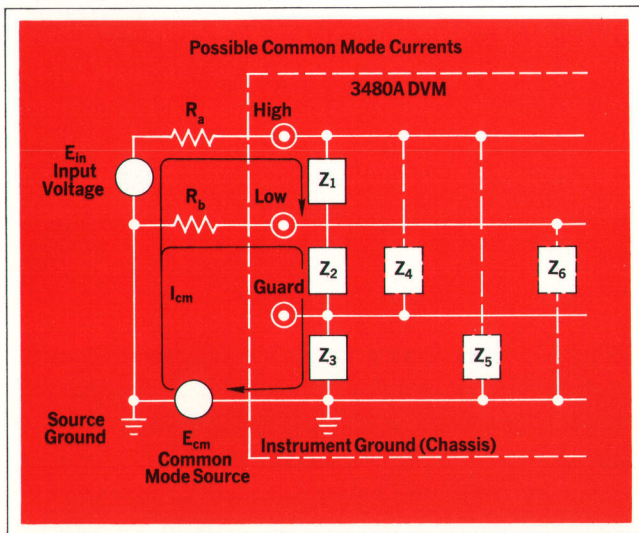 Possible Common Mode Currents
3480A DVM
Ra
High
Ein
Input
Voltage
Z1
Rb
Low
Z2
Z4
Z6
Icm
Guard
Z3
Z5
Source
Ground
Ecm
Common
Mode Source
Instrument Ground (Chassis)